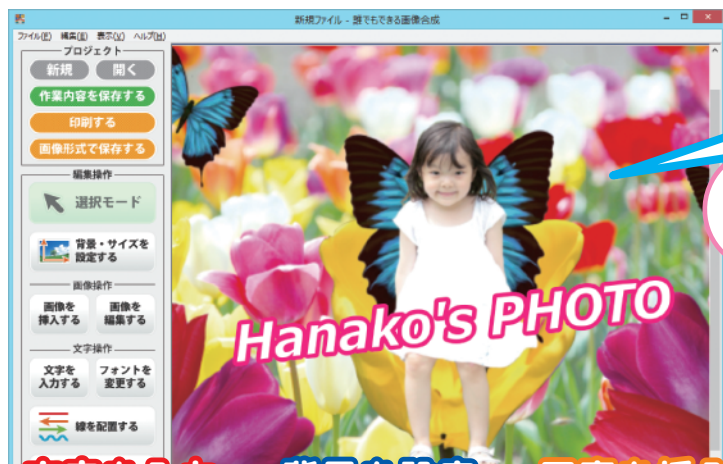 新規ファイル - 誰でもできる画像合成
ファイル(F) 編集(E) 表示(V) ヘルプ(H)
プロジェクト
新規 開く
作業内容を保存する
印刷する
画像形式で保存する
編集操作
選択モード
背景・サイズを
設定する
画像操作
画像を 画像を
挿入する 編集する
文字操作
文字を フォントを
入力する 変更する
線を配置する
Hanako's PHOTO